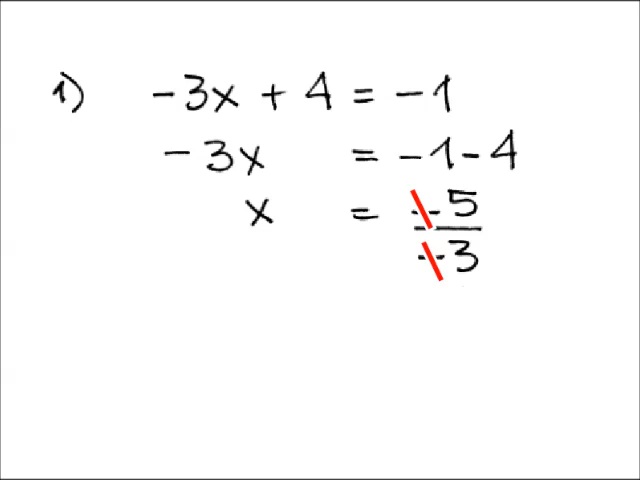 1) -3x + 4 = -1
-3x = -1 - 4
x = -5/-3